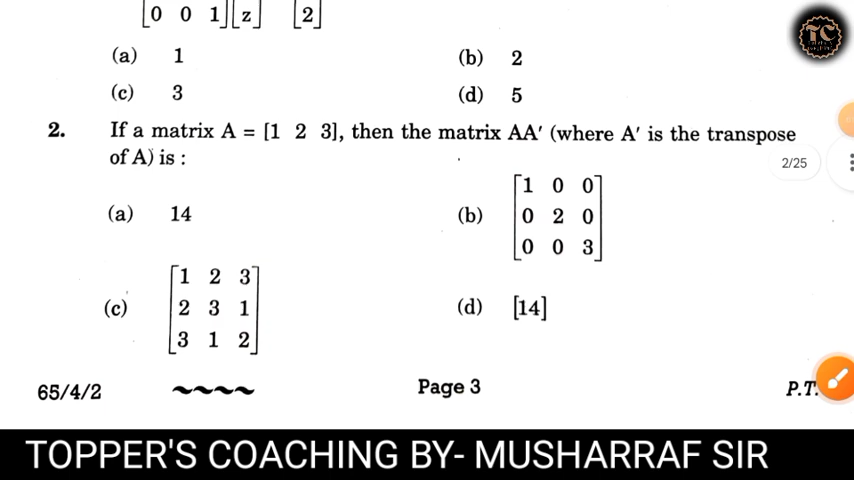 [0 0 1][z] [2]
(a) 1 (b) 2
(c) 3 (d) 5
2. If a matrix A = [1 2 3], then the matrix AA′ (where A′ is the transpose
2/25
of A) is :
(a) 14 (b) [1 0 0
0 2 0
0 0 3]
(c) [1 2 3
2 3 1
3 1 2]
(d) [14]
65/4/2 ~~~~ Page 3 P.T.
TOPPER'S COACHING BY- MUSHARRAF SIR